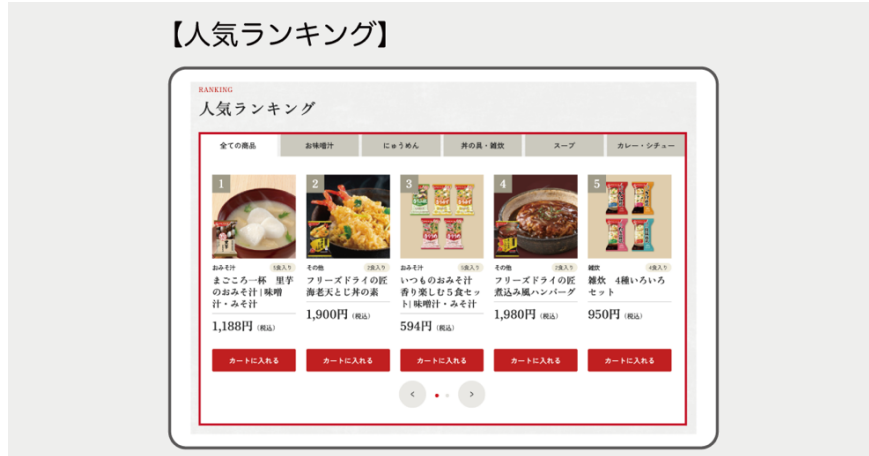 【人気ランキング】
RANKING
人気ランキング
全ての商品
お味噌汁
にゅうめん
丼の具・雑炊
スープ
カレー・シチュー
1
2
3
4
5
おみそ汁 5食入り
まごころ一杯 里芋
のおみそ汁|味噌
汁・みそ汁
1,188円 (税込)
カートに入れる
その他 2食入り
フリーズドライの匠
海老天とじ丼の素
1,900円 (税込)
カートに入れる
おみそ汁 5食入り
いつものおみそ汁
香り楽しむ5食セッ
ト|味噌汁・みそ汁
594円 (税込)
カートに入れる
その他 2食入り
フリーズドライの匠
煮込み風ハンバーグ
1,980円 (税込)
カートに入れる
雑炊 4食入り
雑炊 4種いろいろ
セット
950円 (税込)
カートに入れる